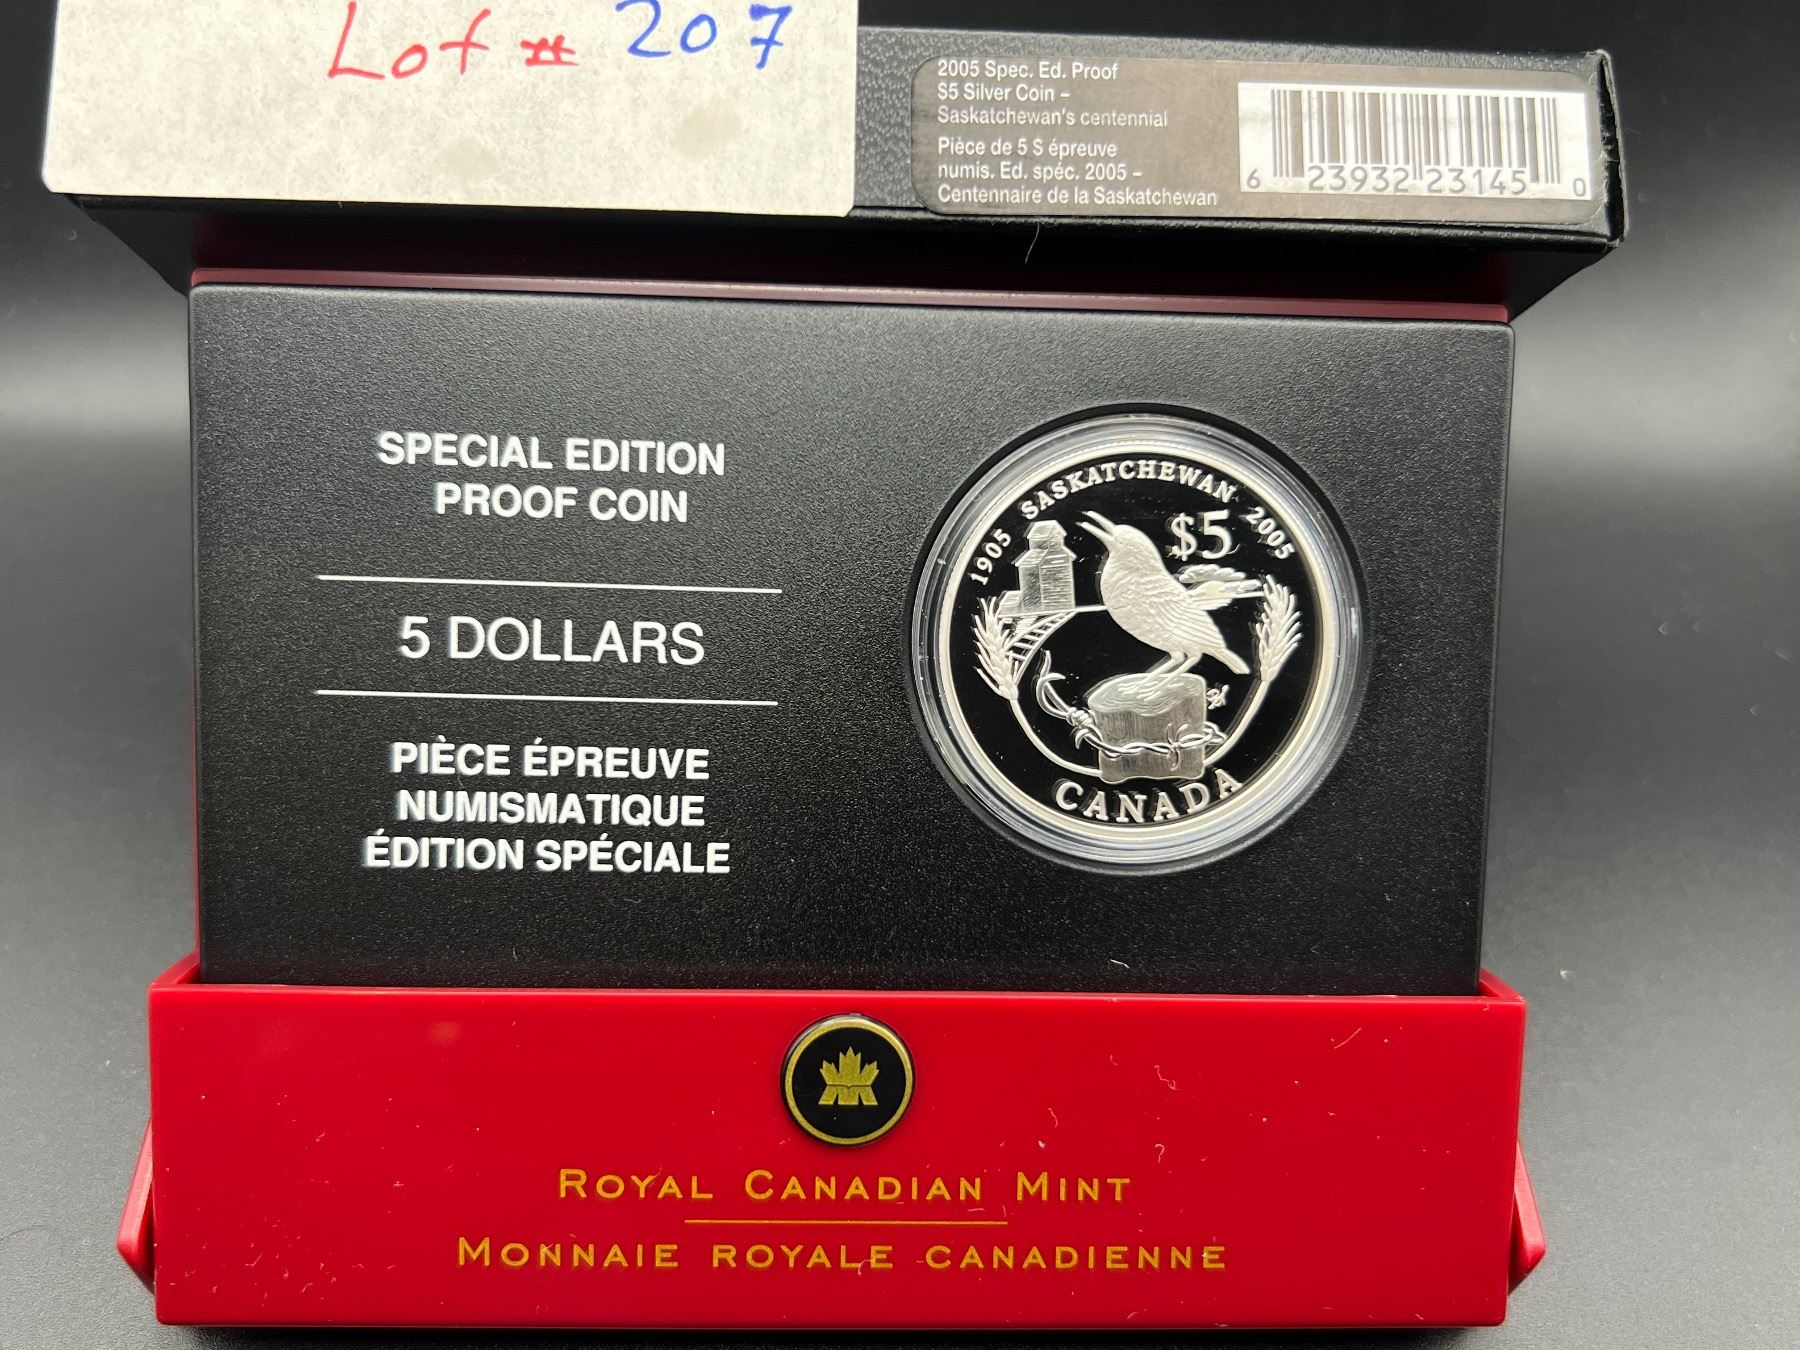 Lot # 207
2005 Spec. Ed. Proof
$5 Silver Coin –
Saskatchewan's centennial
Pièce de 5 $ épreuve
numis. Ed. spéc. 2005 –
Centennaire de la Saskatchewan
6 23932 23145 0
SPECIAL EDITION
PROOF COIN
5 DOLLARS
PIÈCE ÉPREUVE
NUMISMATIQUE
ÉDITION SPÉCIALE
1905 SASKATCHEWAN 2005
$5
CANADA
ROYAL CANADIAN MINT
MONNAIE ROYALE CANADIENNE